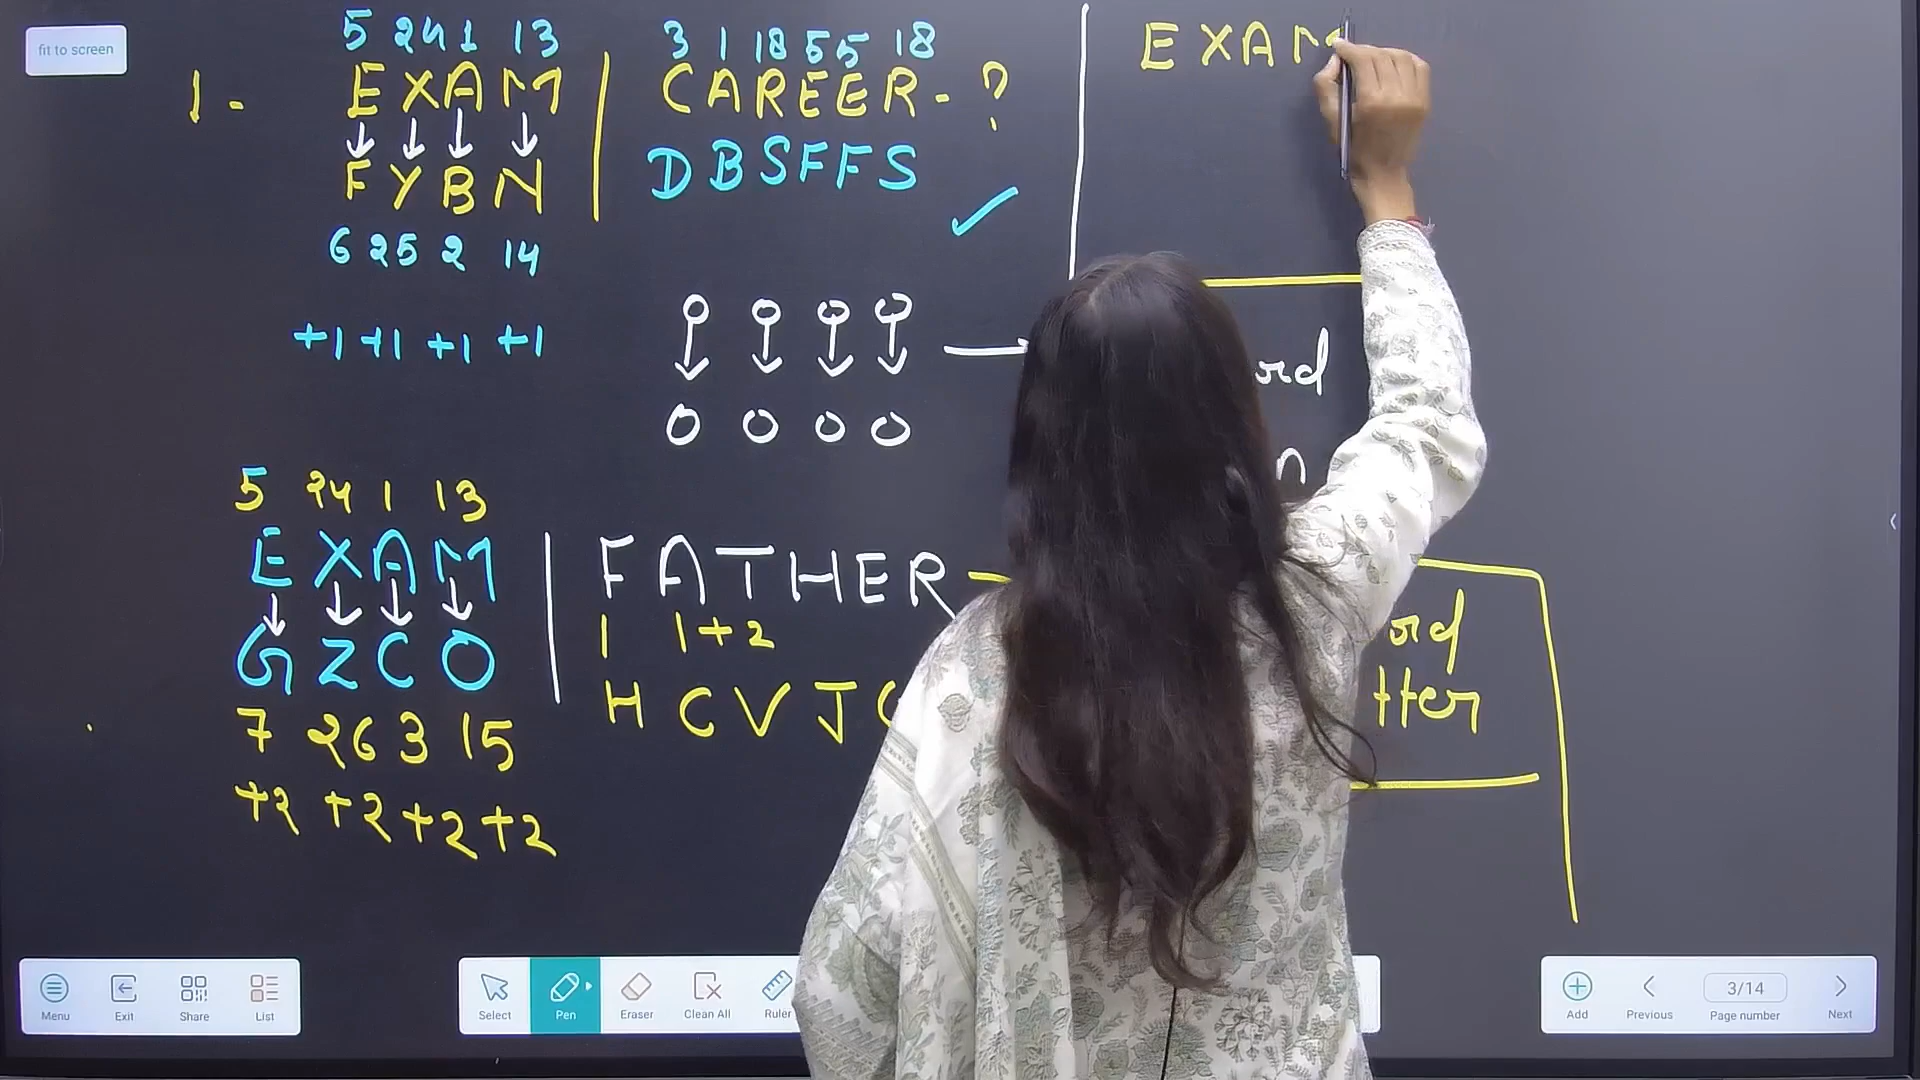 fit to screen
5 24 1 13
1- EXAM
FYBN
6 25 2 14
+1 +1 +1 +1
3 1 18 5 5 18
CAREER - ?
DBSFFS
EXAM
5 24 1 13
EXAM
GZCO
7 26 3 15
+2 +2 +2 +2
FATHER -
1 1+2
HCVJ
Menu Exit Share List
Select Pen Eraser Clean All Ruler
Add Previous 3/14 Page number Next